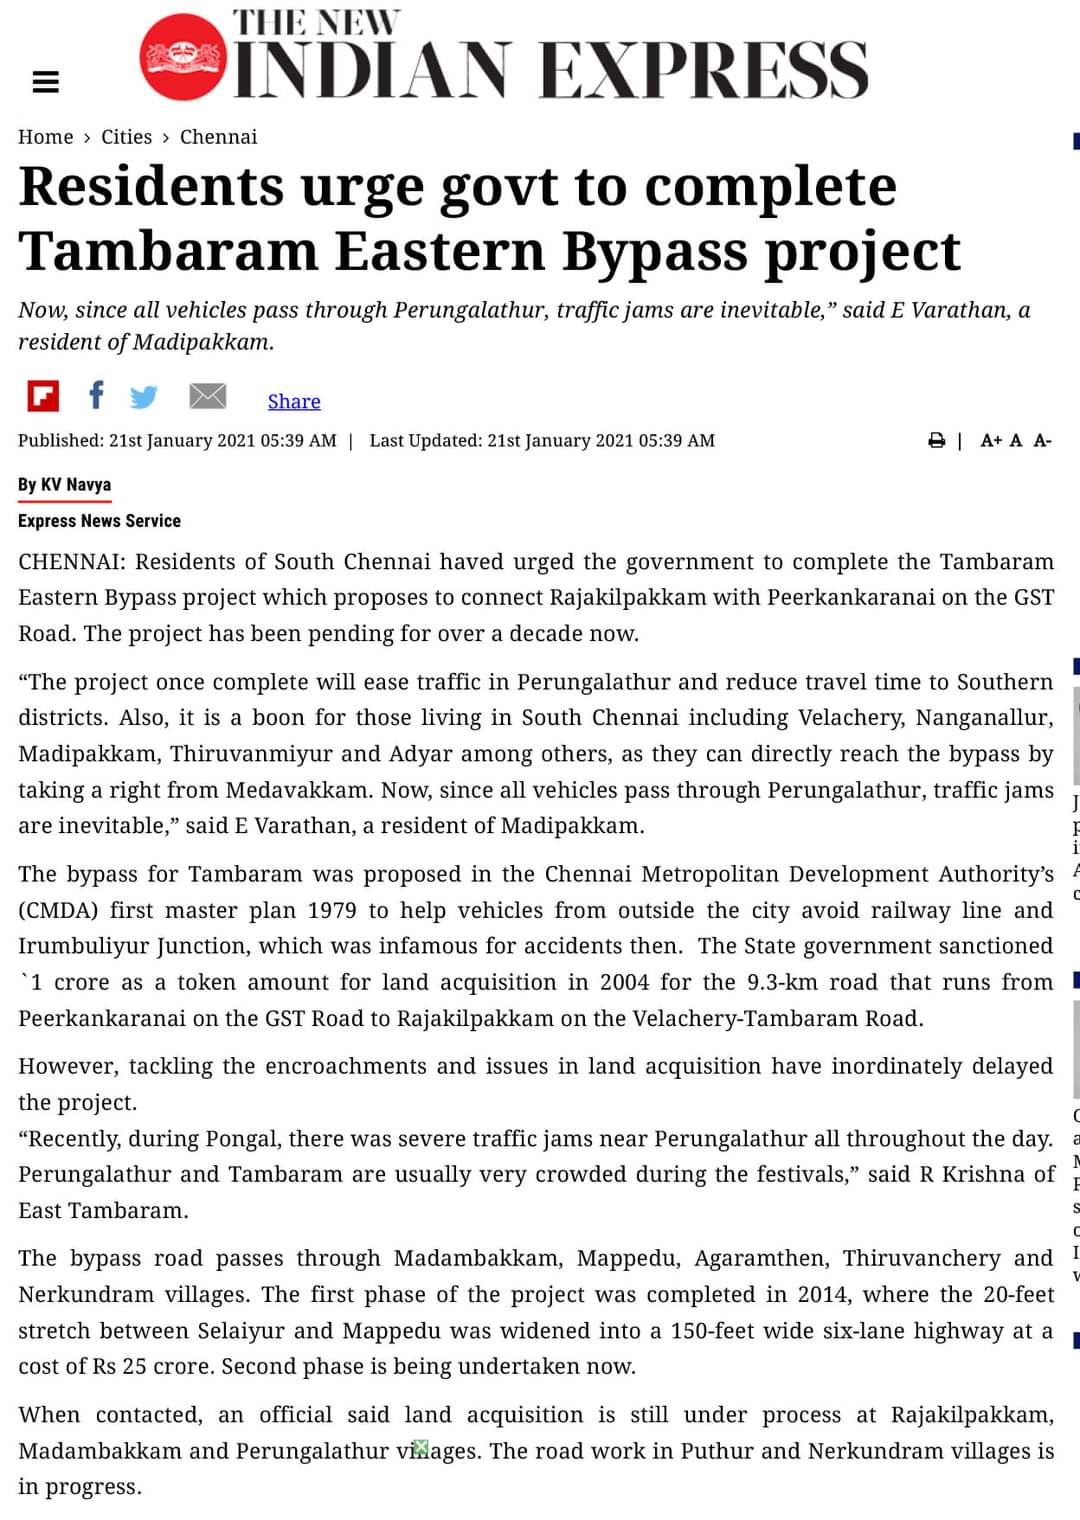 THE NEW
INDIAN EXPRESS
Home > Cities > Chennai
Residents urge govt to complete
Tambaram Eastern Bypass project
Now, since all vehicles pass through Perungalathur, traffic jams are inevitable,” said E Varathan, a
resident of Madipakkam.
Share
Published: 21st January 2021 05:39 AM | Last Updated: 21st January 2021 05:39 AM | A+ A A-
By KV Navya
Express News Service
CHENNAI: Residents of South Chennai haved urged the government to complete the Tambaram
Eastern Bypass project which proposes to connect Rajakilpakkam with Peerkankaranai on the GST
Road. The project has been pending for over a decade now.
“The project once complete will ease traffic in Perungalathur and reduce travel time to Southern
districts. Also, it is a boon for those living in South Chennai including Velachery, Nanganallur,
Madipakkam, Thiruvanmiyur and Adyar among others, as they can directly reach the bypass by
taking a right from Medavakkam. Now, since all vehicles pass through Perungalathur, traffic jams
are inevitable,” said E Varathan, a resident of Madipakkam.
The bypass for Tambaram was proposed in the Chennai Metropolitan Development Authority’s
(CMDA) first master plan 1979 to help vehicles from outside the city avoid railway line and
Irumbuliyur Junction, which was infamous for accidents then. The State government sanctioned
`1 crore as a token amount for land acquisition in 2004 for the 9.3-km road that runs from
Peerkankaranai on the GST Road to Rajakilpakkam on the Velachery-Tambaram Road.
However, tackling the encroachments and issues in land acquisition have inordinately delayed
the project.
“Recently, during Pongal, there was severe traffic jams near Perungalathur all throughout the day.
Perungalathur and Tambaram are usually very crowded during the festivals,” said R Krishna of
East Tambaram.
The bypass road passes through Madambakkam, Mappedu, Agaramthen, Thiruvanchery and
Nerkundram villages. The first phase of the project was completed in 2014, where the 20-feet
stretch between Selaiyur and Mappedu was widened into a 150-feet wide six-lane highway at a
cost of Rs 25 crore. Second phase is being undertaken now.
When contacted, an official said land acquisition is still under process at Rajakilpakkam,
Madambakkam and Perungalathur villages. The road work in Puthur and Nerkundram villages is
in progress.